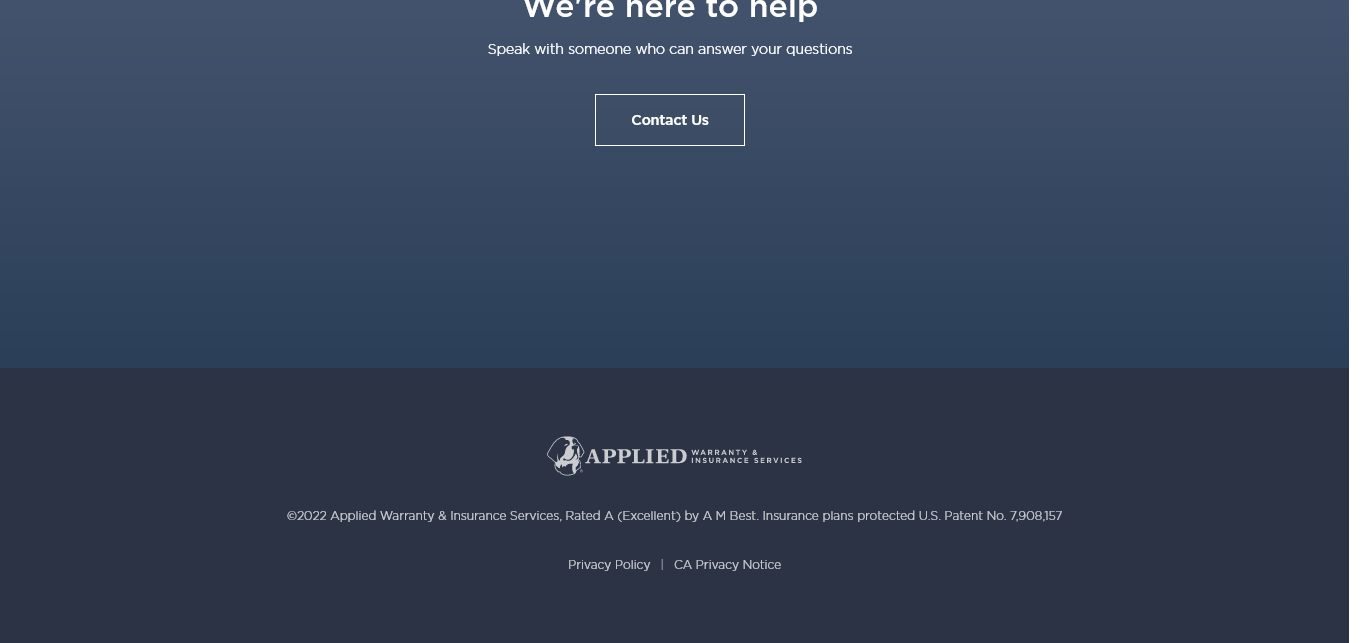 We're here to help
Speak with someone who can answer your questions
Contact Us
APPLIED WARRANTY &
INSURANCE SERVICES
©2022 Applied Warranty & Insurance Services, Rated A (Excellent) by A M Best. Insurance plans protected U.S. Patent No. 7,908,157
Privacy Policy | CA Privacy Notice